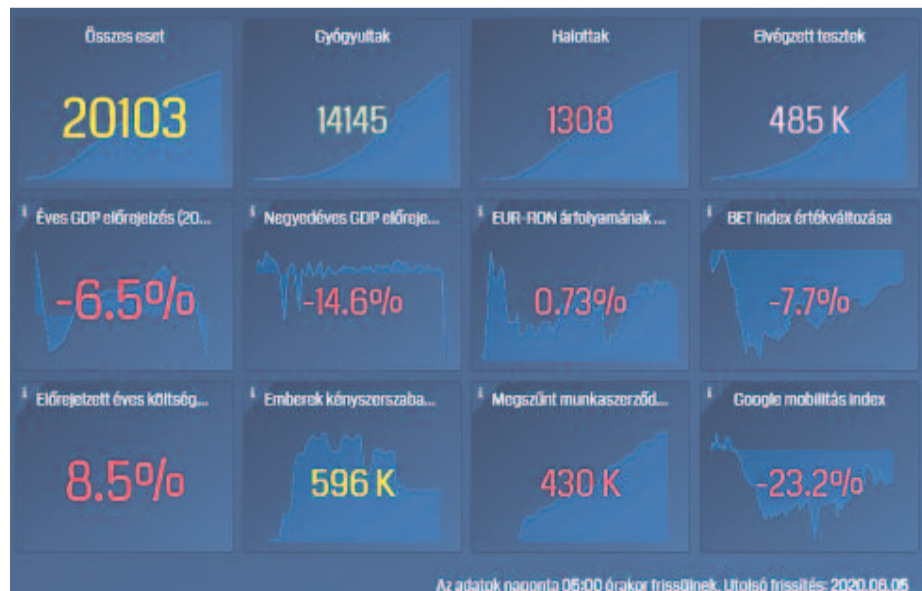 Összes eset
Gyógyultak
Halottak
Elvégzett tesztek
20103
14145
1308
485 K
i Éves GDP előrejelzés (20...
i Negyedéves GDP előreje...
i EUR-RON árfolyamának ...
i BET Index értékváltozása
-6.5%
-14.6%
0.73%
-7.7%
i Előrejelzett éves költség...
i Emberek kényszerszaba...
i Megszűnt munkaszerződ...
i Google mobilitás index
8.5%
596 K
430 K
-23.2%
Az adatok naponta 05:00 órakor frissülnek. Utolsó frissítés: 2020.06.05